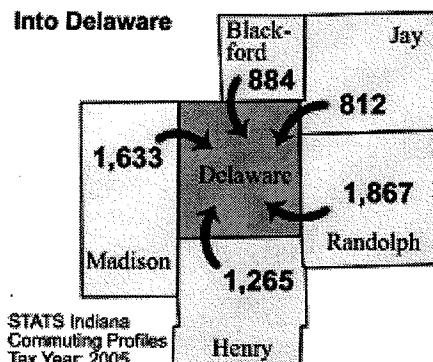 Into Delaware
Black-
ford
884
Jay
812
1,633
Delaware
1,867
Randolph
Madison
1,265
Henry
STATS Indiana
Commuting Profiles
Tax Year: 2005